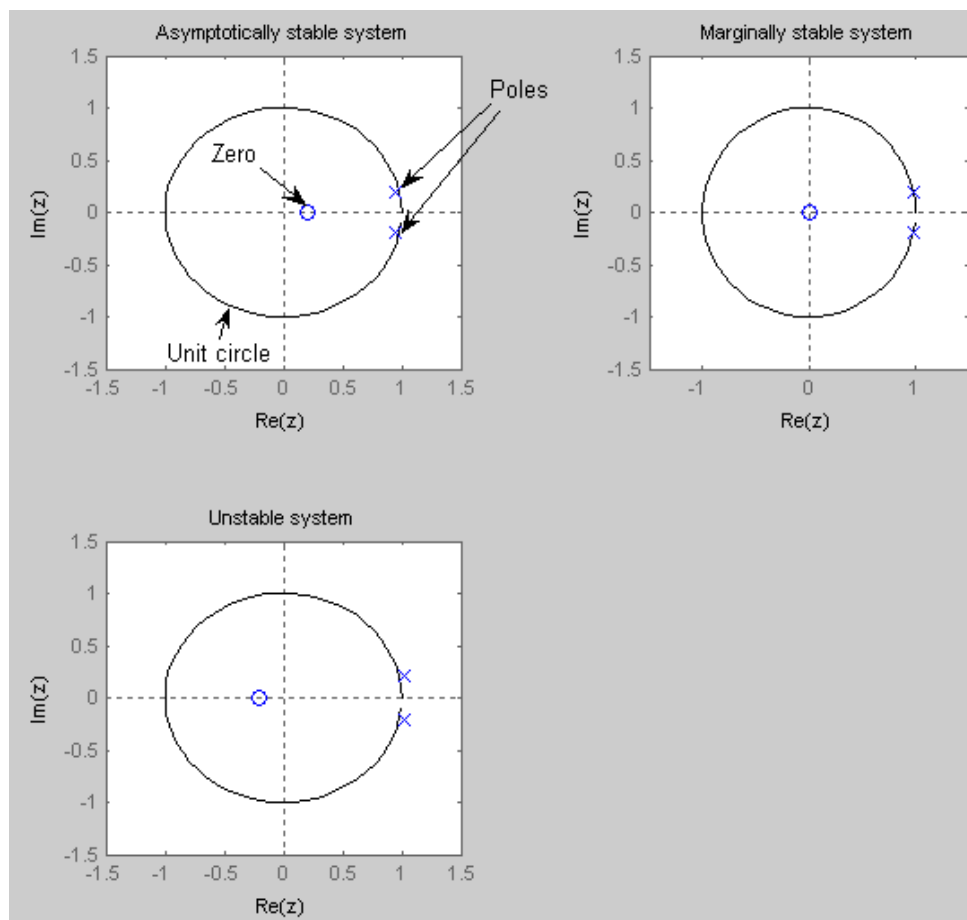 Asymptotically stable system
1.5
1
0.5
0
-0.5
-1
-1.5
Im(z)
Poles
Zero
Unit circle
-1.5 -1 -0.5 0 0.5 1 1.5
Re(z)
Marginally stable system
1.5
1
0.5
0
-0.5
-1
-1.5
Im(z)
-1 0 1
Re(z)
Unstable system
1.5
1
0.5
0
-0.5
-1
-1.5
Im(z)
-1.5 -1 -0.5 0 0.5 1 1.5
Re(z)